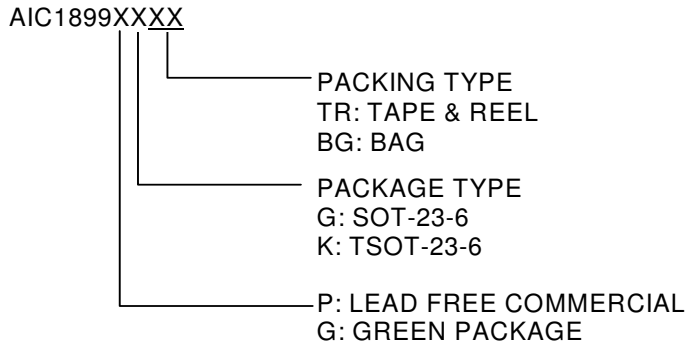 AIC1899XXXX
PACKING TYPE
TR: TAPE & REEL
BG: BAG
PACKAGE TYPE
G: SOT-23-6
K: TSOT-23-6
P: LEAD FREE COMMERCIAL
G: GREEN PACKAGE